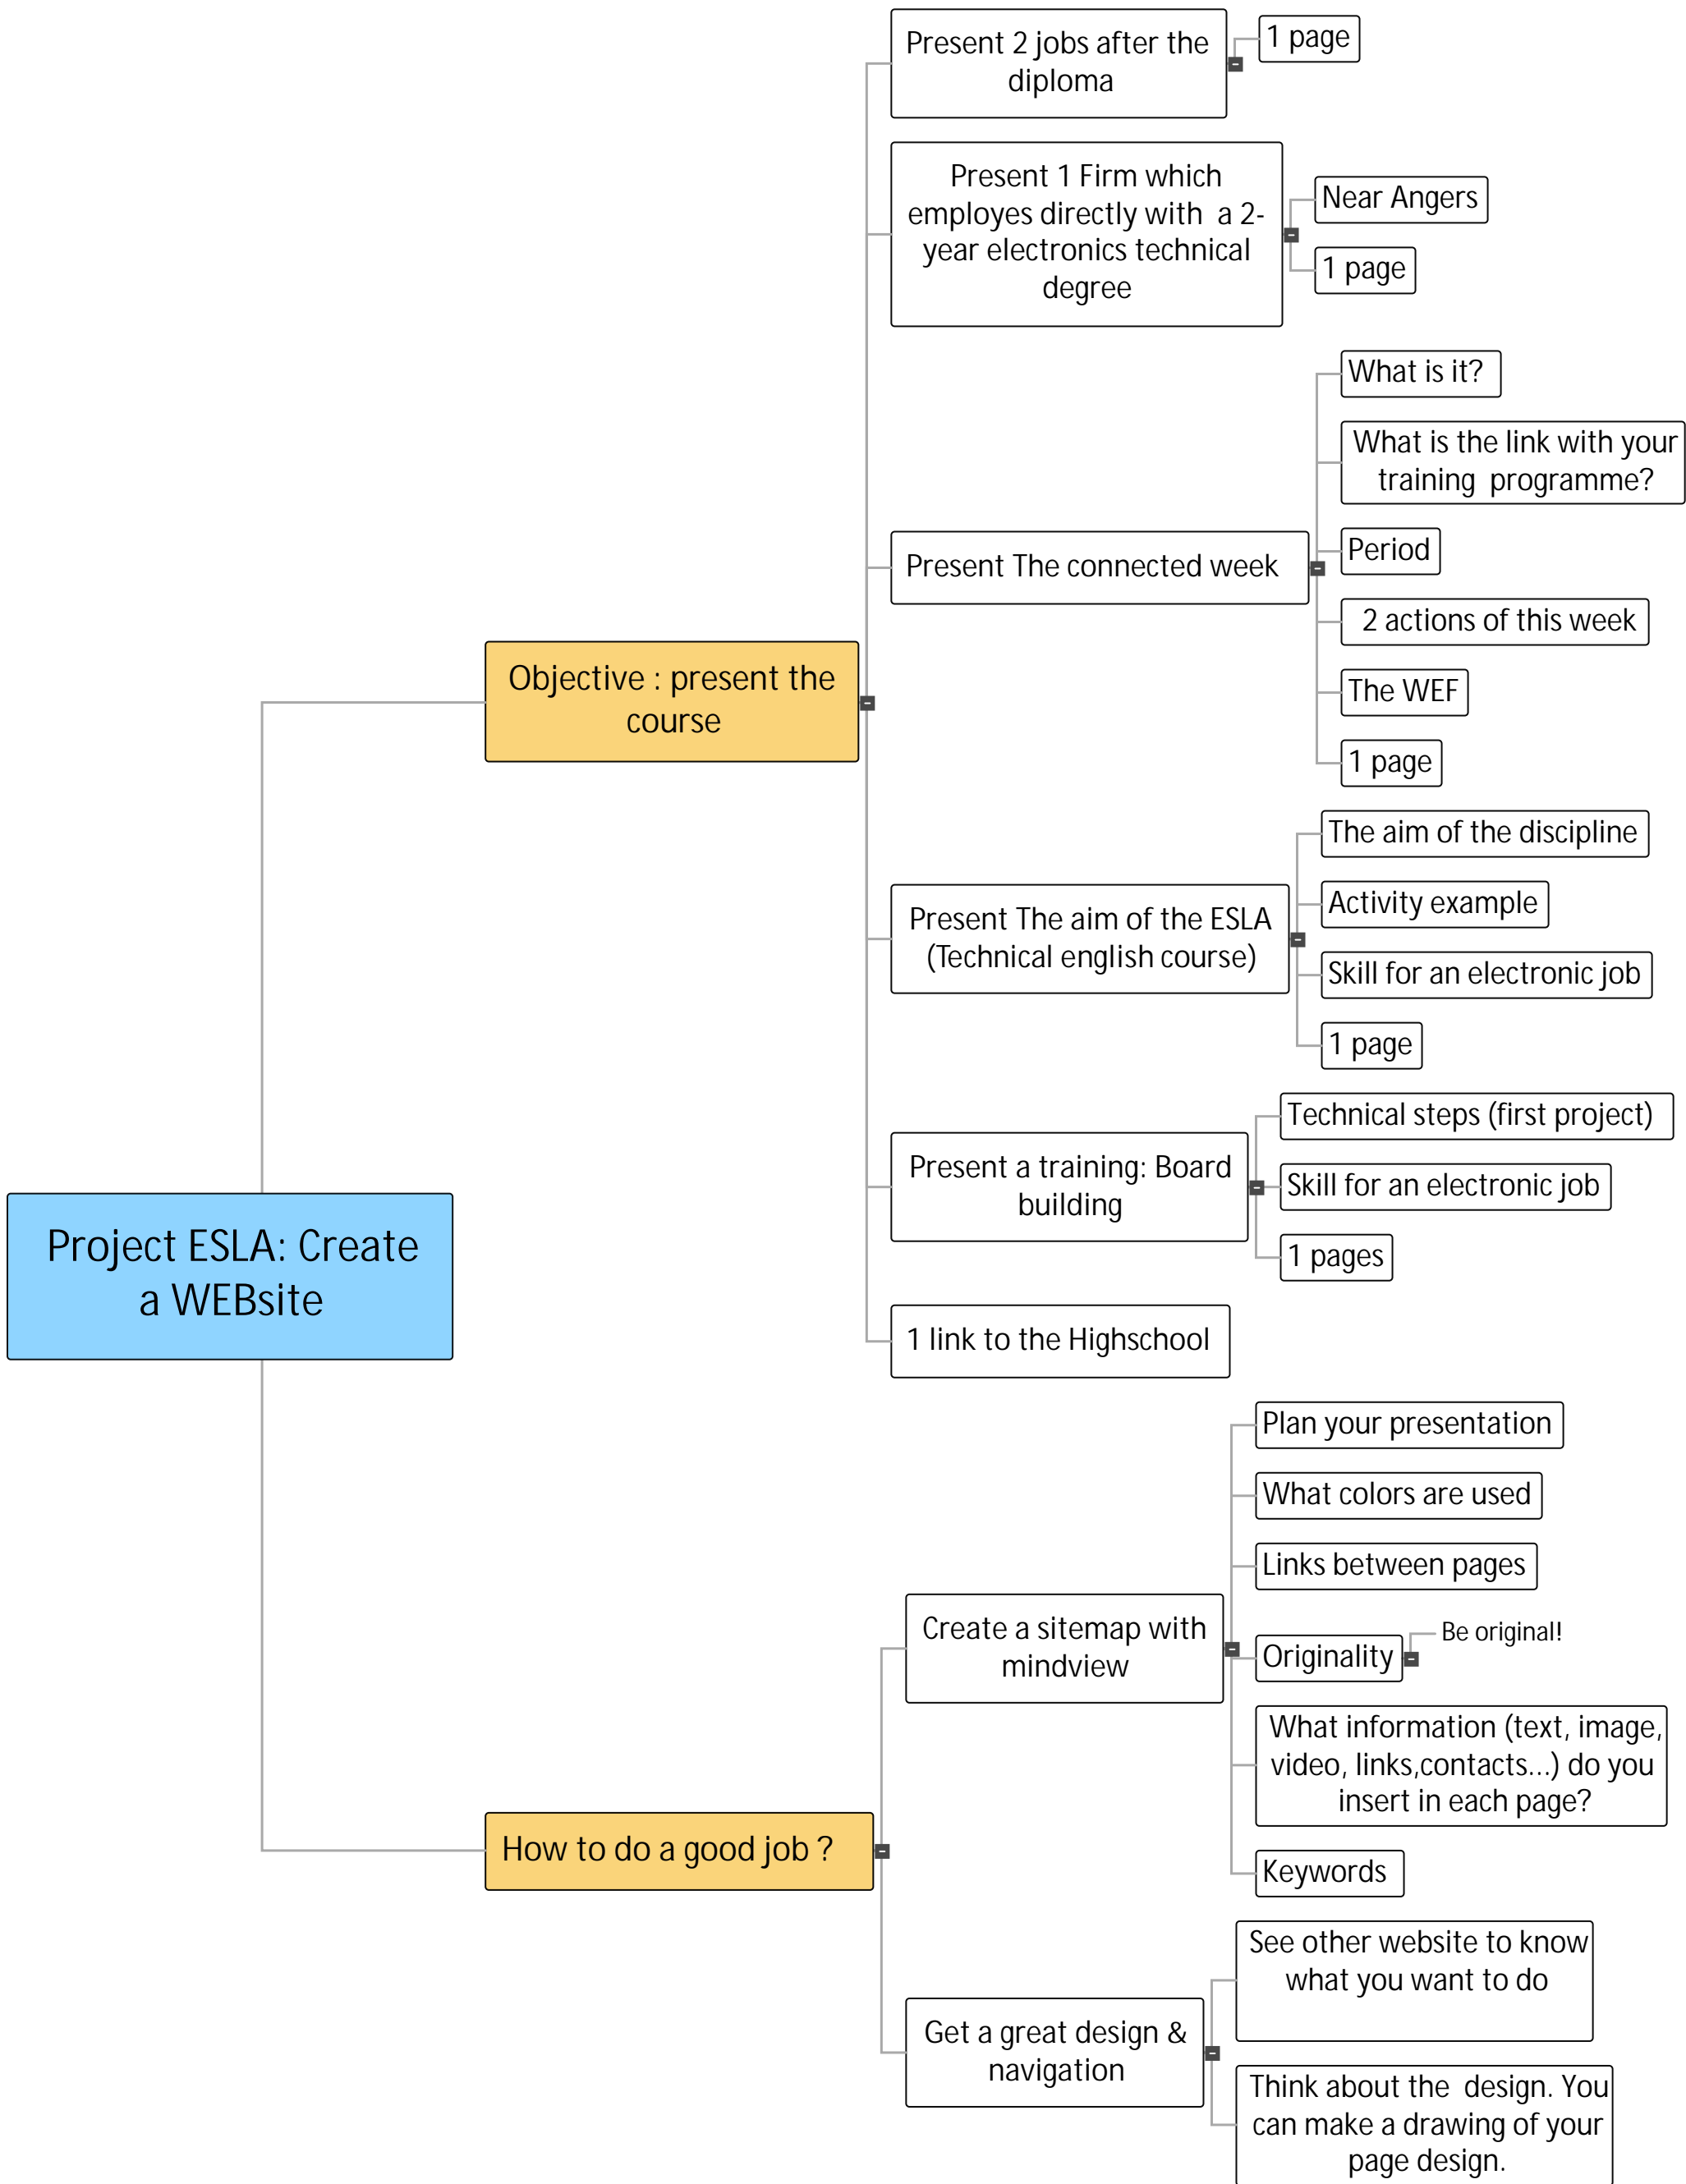 Project ESLA: Create
a WEBsite
Objective : present the
course
Present 2 jobs after the
diploma
1 page
Present 1 Firm which
employes directly with a 2-
year electronics technical
degree
Near Angers
1 page
Present The connected week
What is it?
What is the link with your
training programme?
Period
2 actions of this week
The WEF
1 page
Present The aim of the ESLA
(Technical english course)
The aim of the discipline
Activity example
Skill for an electronic job
1 page
Present a training: Board
building
Technical steps (first project)
Skill for an electronic job
1 pages
1 link to the Highschool
How to do a good job ?
Create a sitemap with
mindview
Plan your presentation
What colors are used
Links between pages
Originality
Be original!
What information (text, image,
video, links,contacts...) do you
insert in each page?
Keywords
Get a great design &
navigation
See other website to know
what you want to do
Think about the design. You
can make a drawing of your
page design.